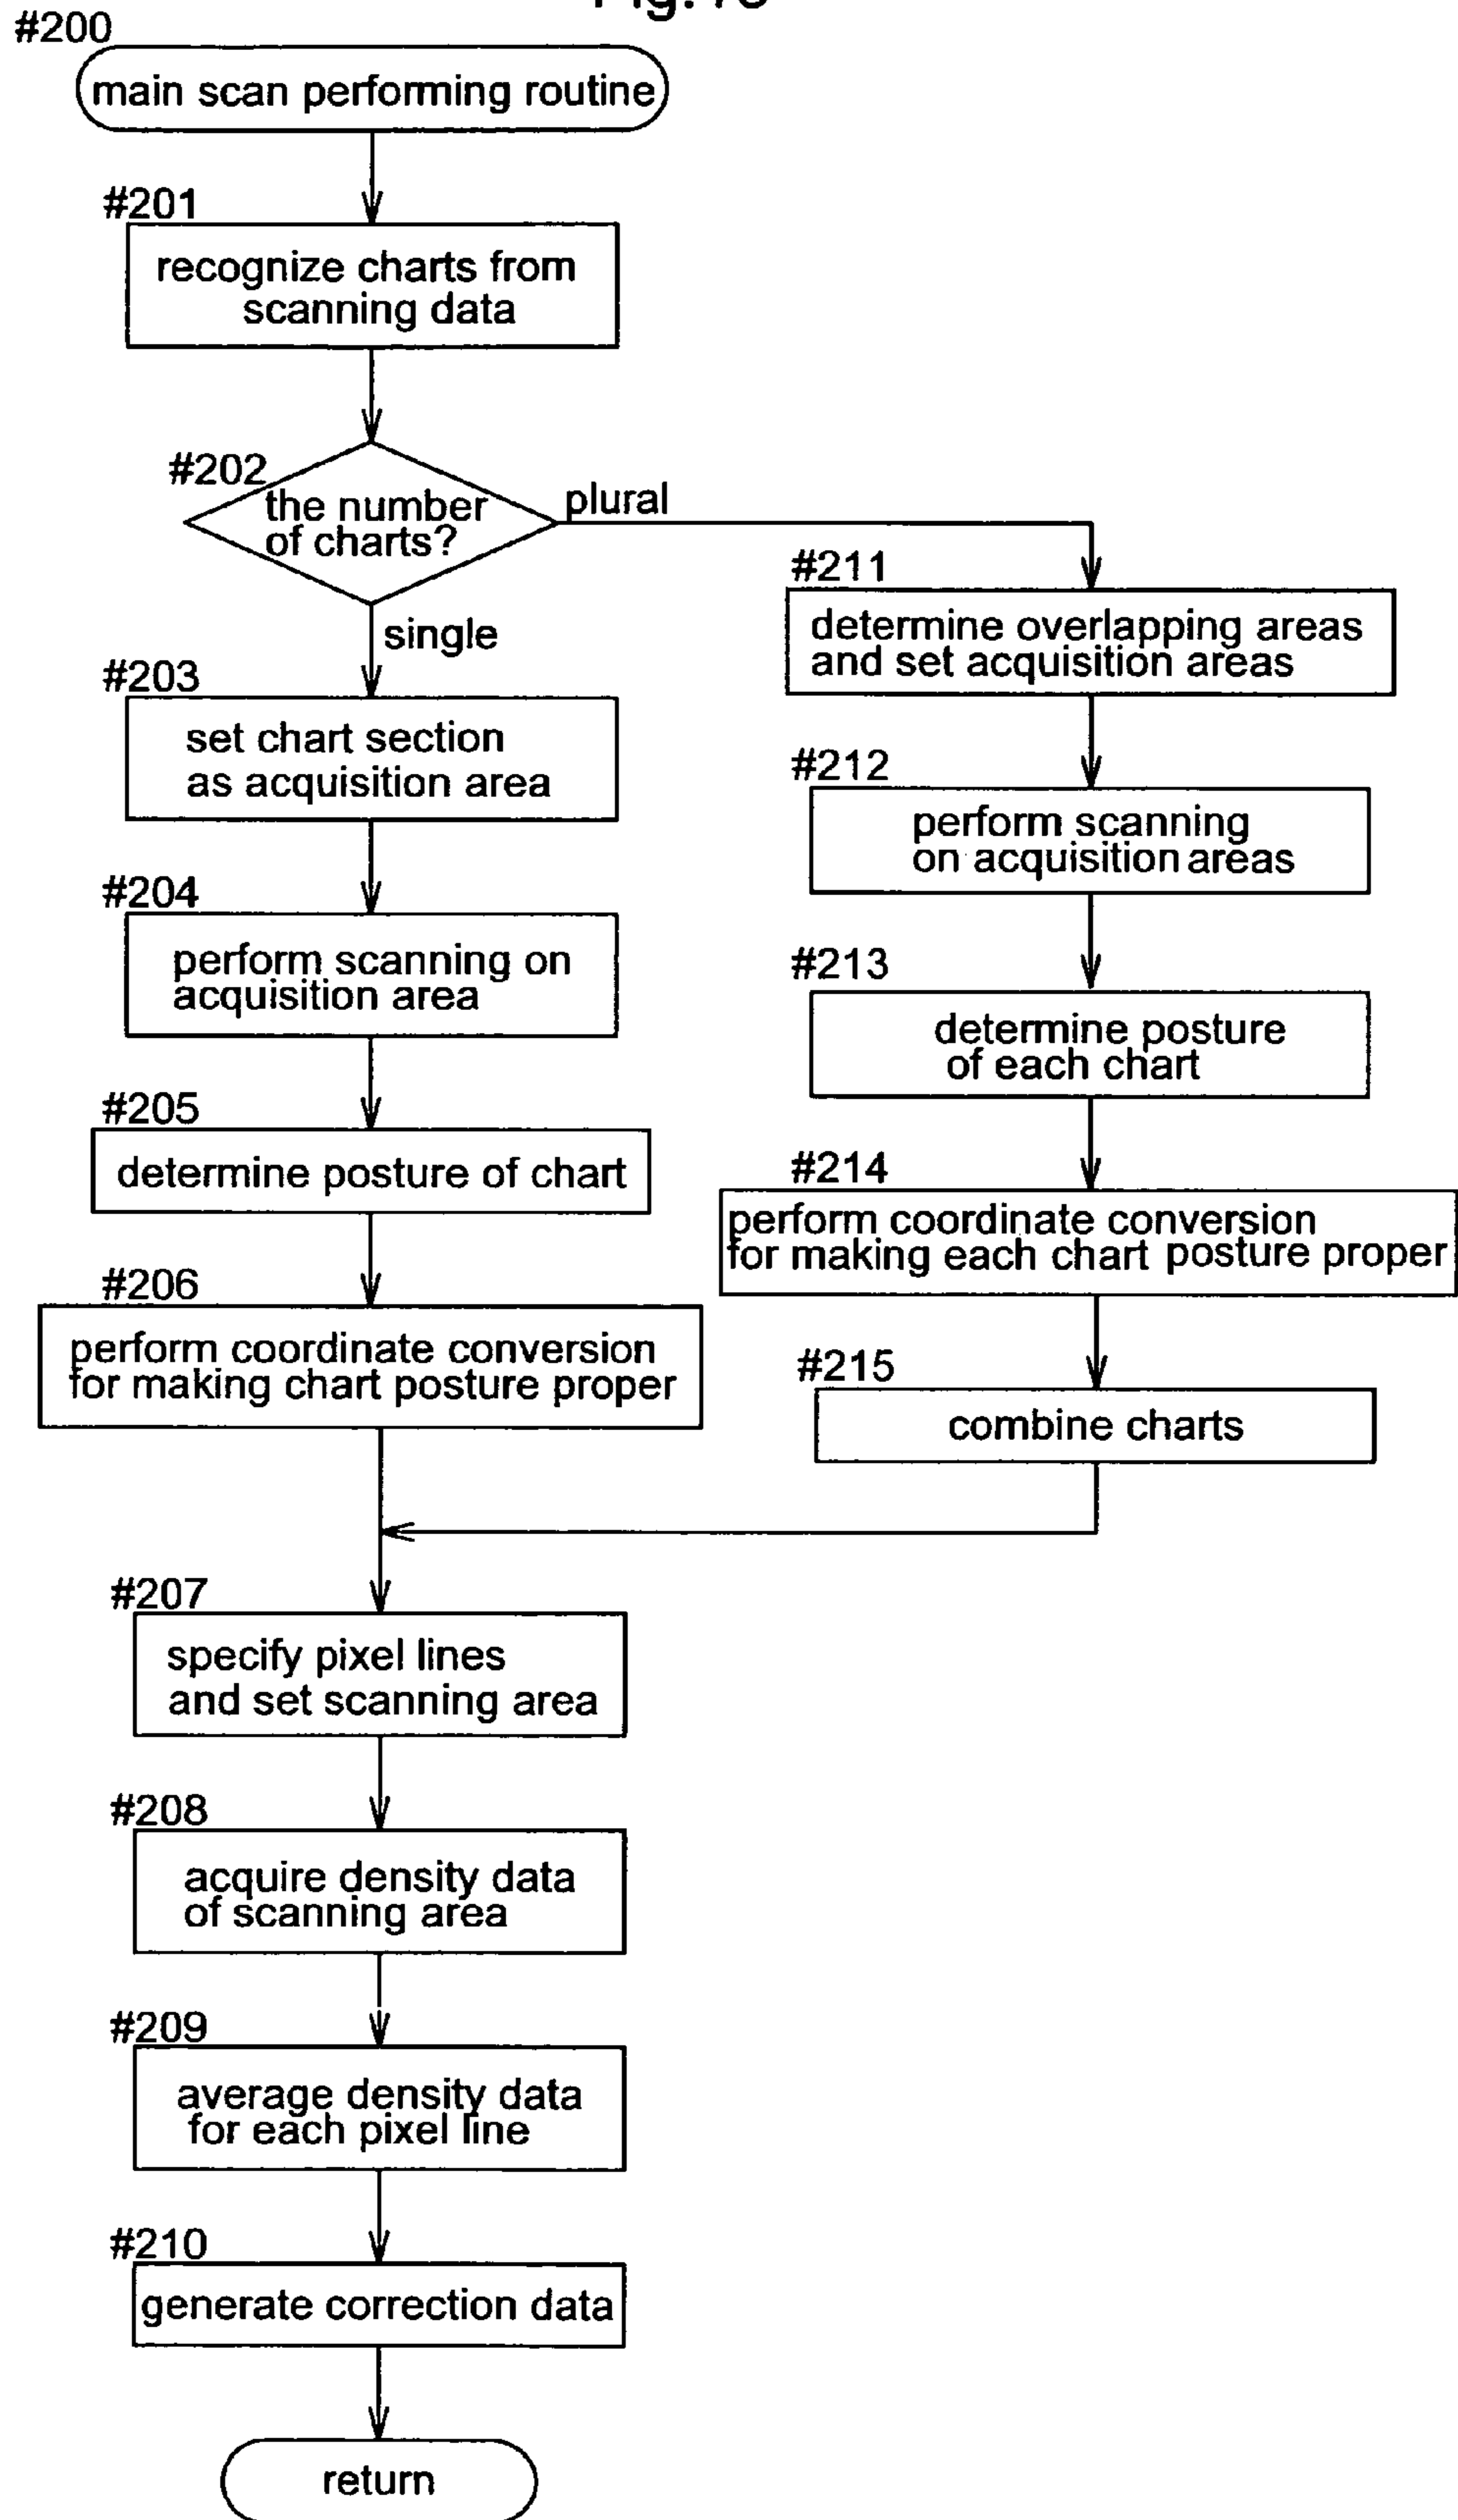 #200
main scan performing routine
#201
recognize charts from
scanning data
#202
the number
of charts?
plural
single
#203
set chart section
as acquisition area
#204
perform scanning on
acquisition area
#205
determine posture of chart
#206
perform coordinate conversion
for making chart posture proper
#211
determine overlapping areas
and set acquisition areas
#212
perform scanning
on acquisition areas
#213
determine posture
of each chart
#214
perform coordinate conversion
for making each chart posture proper
#215
combine charts
#207
specify pixel lines
and set scanning area
#208
acquire density data
of scanning area
#209
average density data
for each pixel line
#210
generate correction data
return